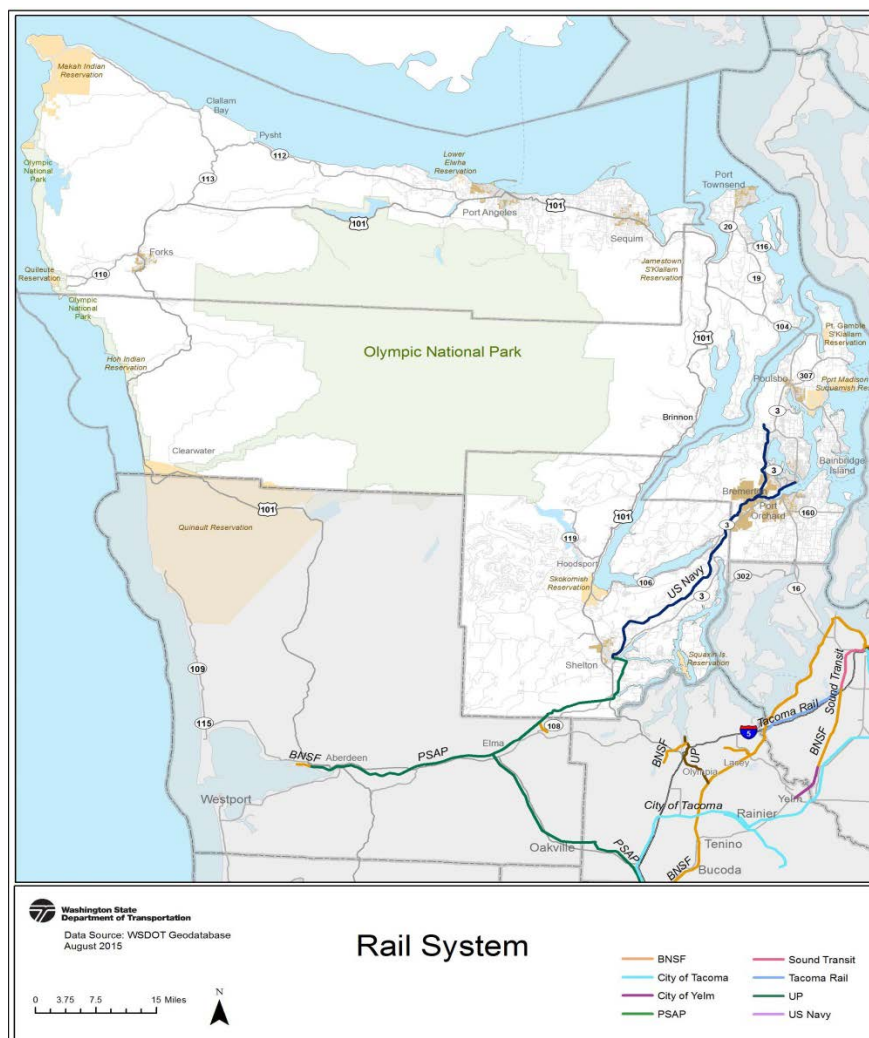 Makah Indian
Reservation
Clallam
Bay
Pysht
112
113
Olympic
National
Park
Lower
Elwha
Reservation
Port Angeles
101
101
Sequim
Port
Townsend
20
116
19
Jamestown
S'Klallam
Reservation
Forks
110
Quileute
Reservation
Olympic
National
Park
Hoh Indian
Reservation
Olympic National Park
101
104
Pt. Gamble
S'Klallam
Reservation
307
Poulsbo
Port Madison
Suquamish Res
3
Brinnon
3
Bainbridge
Island
Bremerton
Port
Orchard
160
3
Clearwater
101
Quinault Reservation
101
119
Hoodsport
Skokomish
Reservation
106
US Navy
3
302
16
Squaxin Is.
Reservation
Shelton
109
115
108
Sound Transit
Tacoma Rail
5
BNSF
Aberdeen
PSAP
Elma
BNSF
UP
Olympia
Lacey
BNSF
Westport
City of Tacoma
Yelm
Rainier
Oakville
PSAP
Tenino
BNSF
Bucoda
Washington State
Department of Transportation
Data Source: WSDOT Geodatabase
August 2015
Rail System
0 3.75 7.5 15 Miles
N
BNSF
City of Tacoma
City of Yelm
PSAP
Sound Transit
Tacoma Rail
UP
US Navy